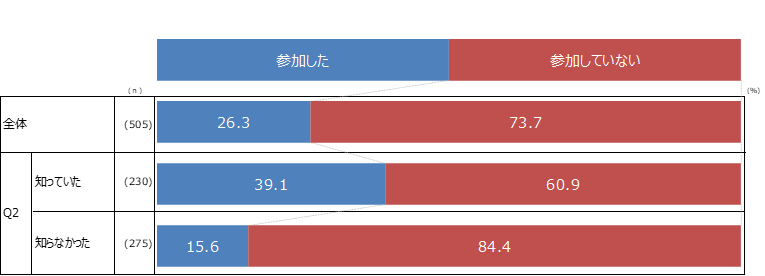 参加した 参加していない
(n) (%)
全体 (505) 26.3 73.7
Q2
知っていた (230) 39.1 60.9
知らなかった (275) 15.6 84.4